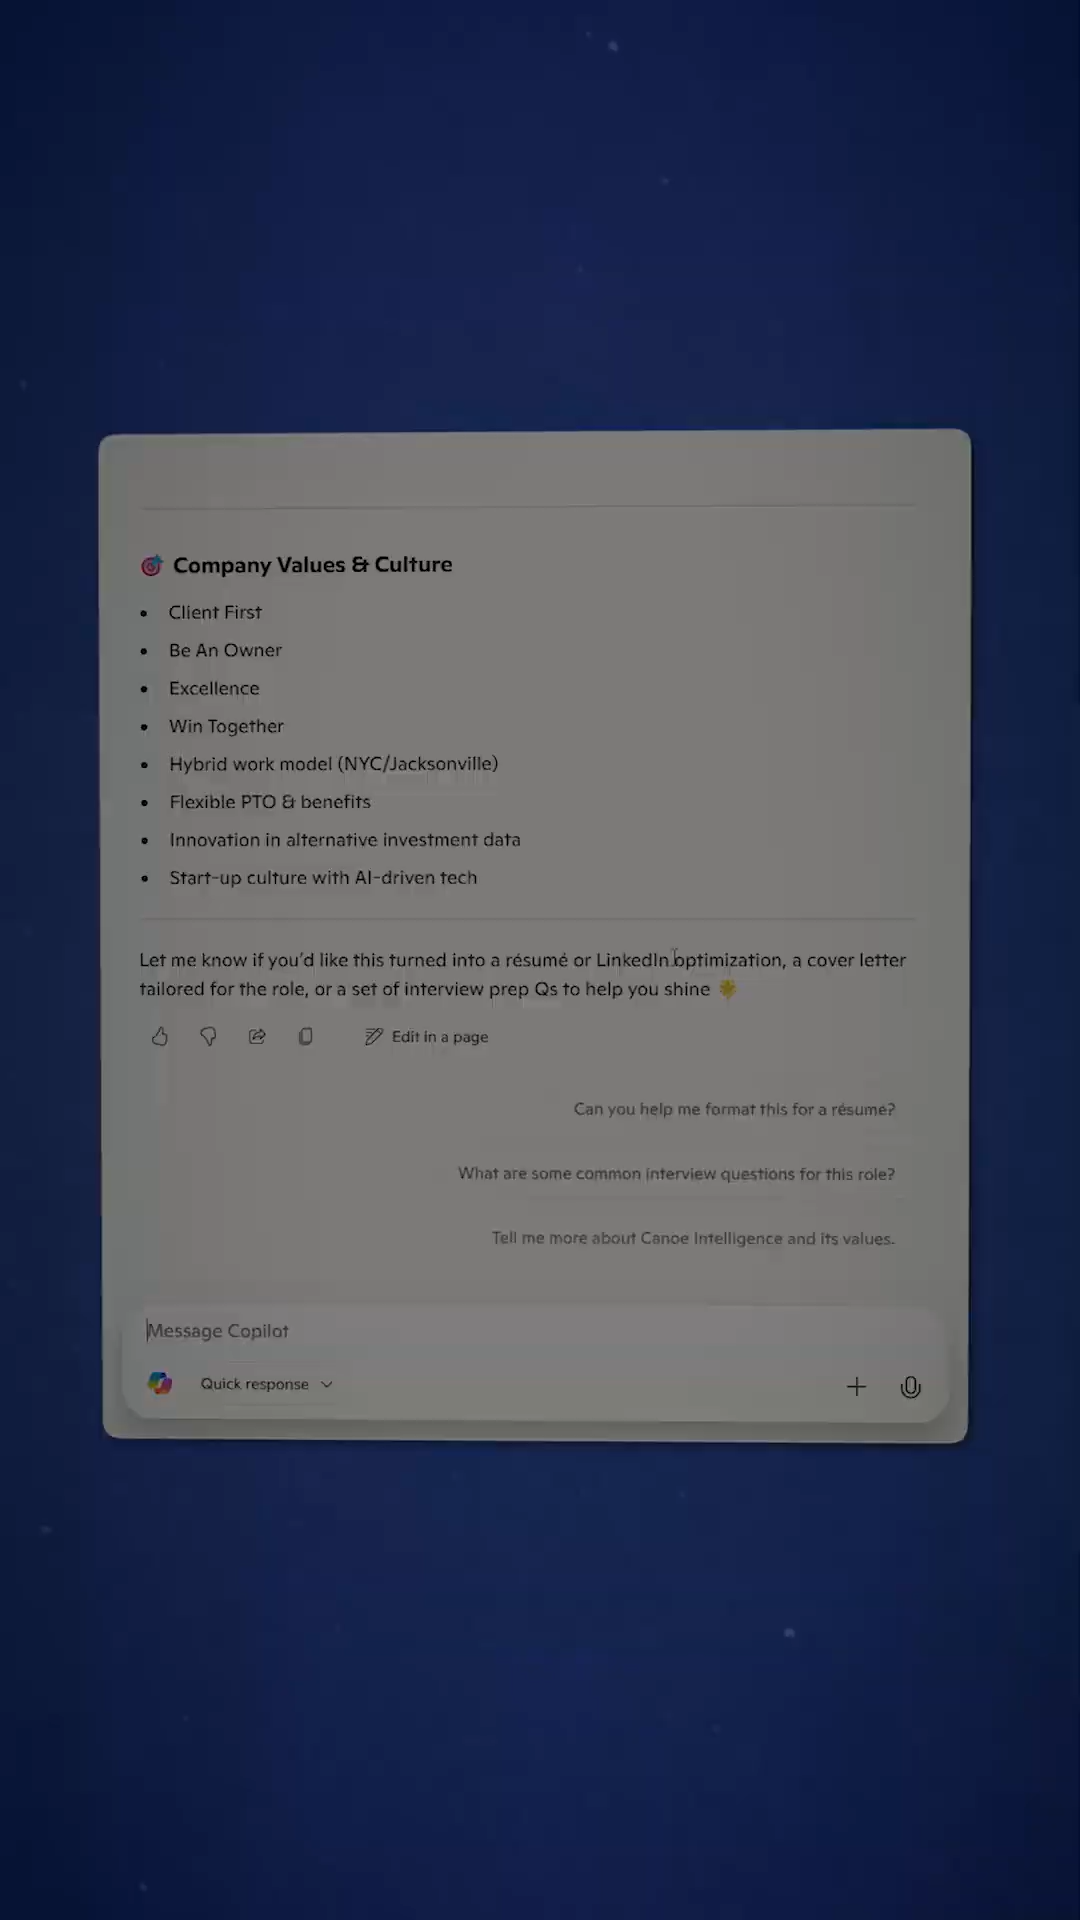 Company Values & Culture
• Client First
• Be An Owner
• Excellence
• Win Together
• Hybrid work model (NYC/Jacksonville)
• Flexible PTO & benefits
• Innovation in alternative investment data
• Start-up culture with AI-driven tech
Let me know if you’d like this turned into a résumé or LinkedIn optimization, a cover letter
tailored for the role, or a set of interview prep Qs to help you shine
Edit in a page
Can you help me format this for a résumé?
What are some common interview questions for this role?
Tell me more about Canoe Intelligence and its values.
Message Copilot
Quick response